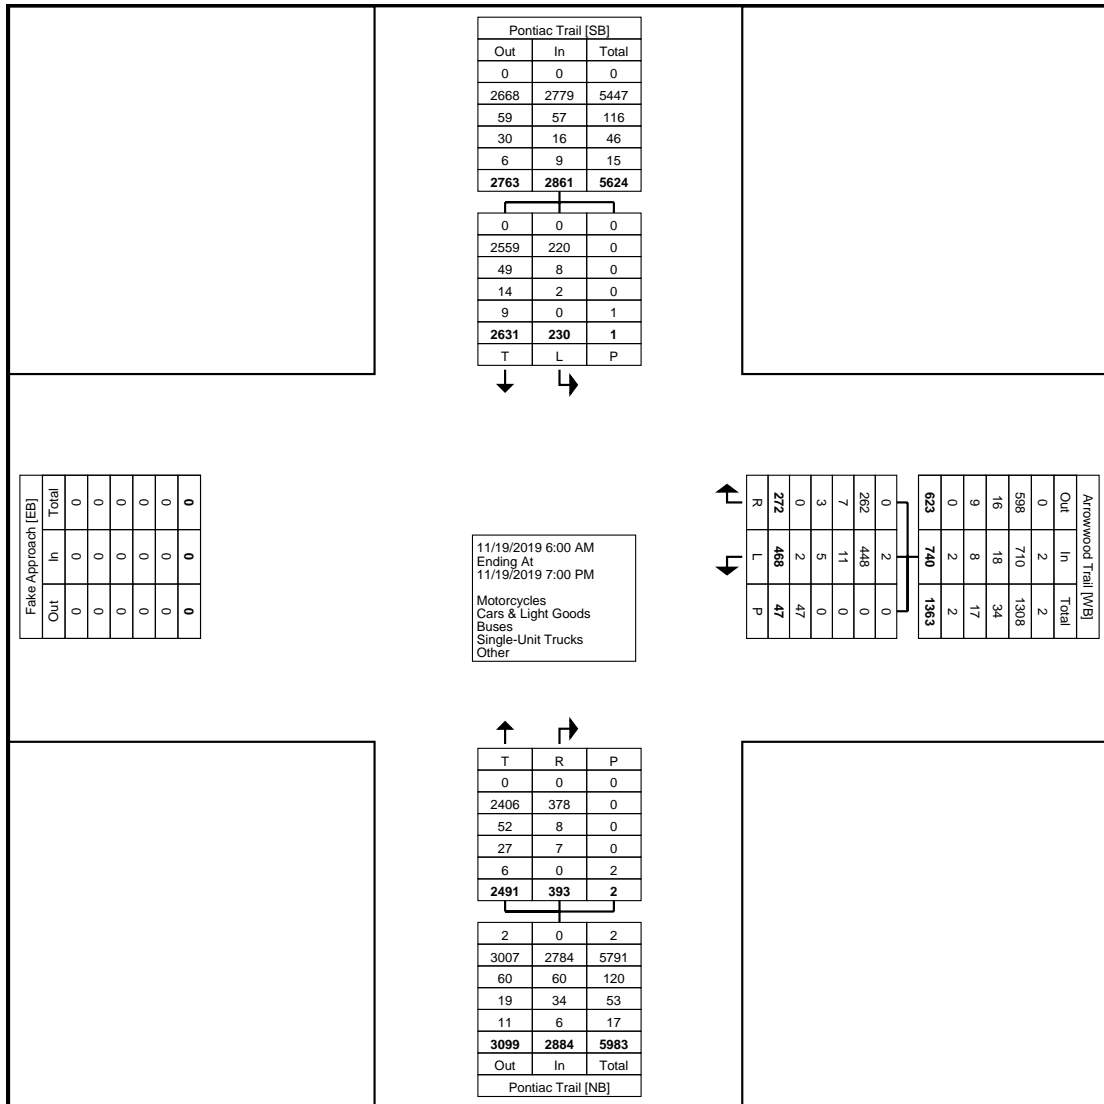 Pontiac Trail [SB]
Out In Total
0 0 0
2668 2779 5447
59 57 116
30 16 46
6 9 15
2763 2861 5624
0 0 0
2559 220 0
49 8 0
14 2 0
9 0 1
2631 230 1
T L P
Fake Approach [EB]
Total In Out
0 0 0
0 0 0
0 0 0
0 0 0
0 0 0
0 0 0
11/19/2019 6:00 AM
Ending At
11/19/2019 7:00 PM
Motorcycles
Cars & Light Goods
Buses
Single-Unit Trucks
Other
Arrowwood Trail [WB]
Out In Total
0 2 2
598 710 1308
16 18 34
9 8 17
0 2 2
623 740 1363
0 2 0
262 448 0
7 11 0
3 5 0
0 2 47
272 468 47
R L P
T R P
0 0 0
2406 378 0
52 8 0
27 7 0
6 0 2
2491 393 2
2 0 2
3007 2784 5791
60 60 120
19 34 53
11 6 17
3099 2884 5983
Out In Total
Pontiac Trail [NB]